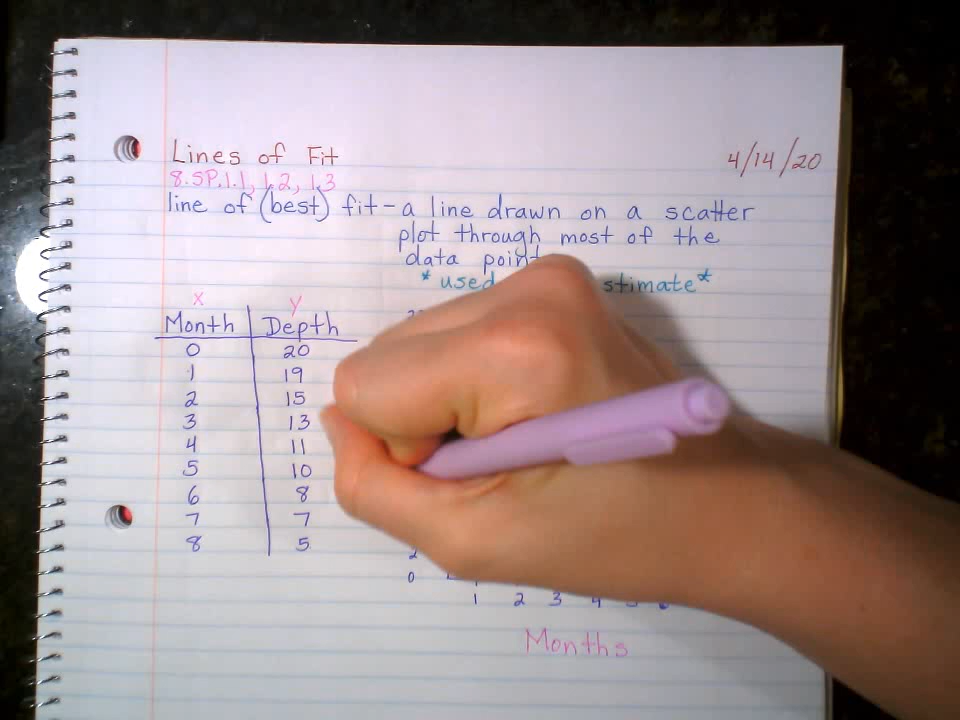 Lines of Fit 4/14/20
8.SP.1.1, 1.2, 1.3
line of (best) fit - a line drawn on a scatter
plot through most of the
data
*used
x y
Month Depth
0 20
1 19
2 15
3 13
4 11
5 10
6 8
7 7
8 5
2
0
1 2 3 4 5
Months